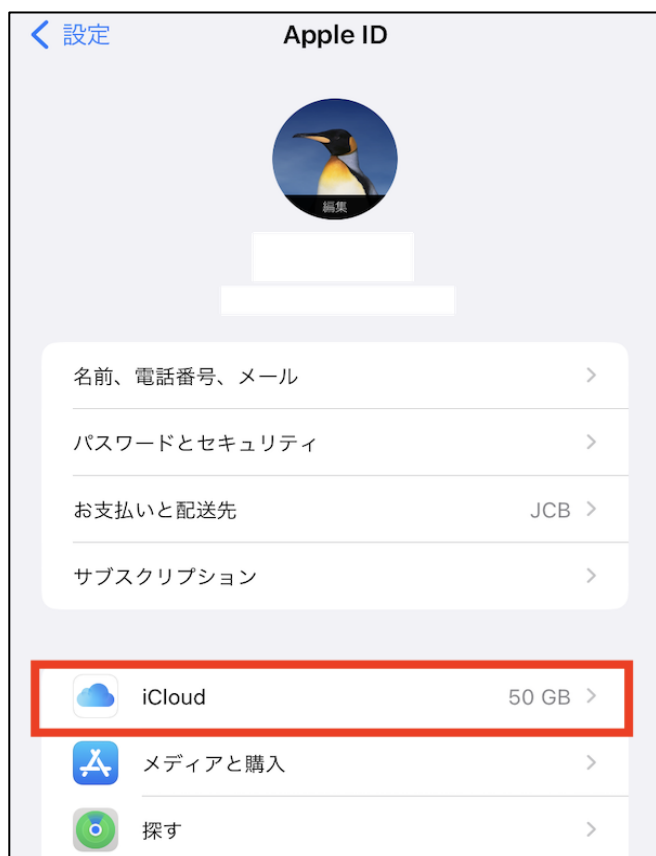 設定 Apple ID
編集
名前、電話番号、メール
パスワードとセキュリティ
お支払いと配送先 JCB
サブスクリプション
iCloud 50 GB
メディアと購入
探す